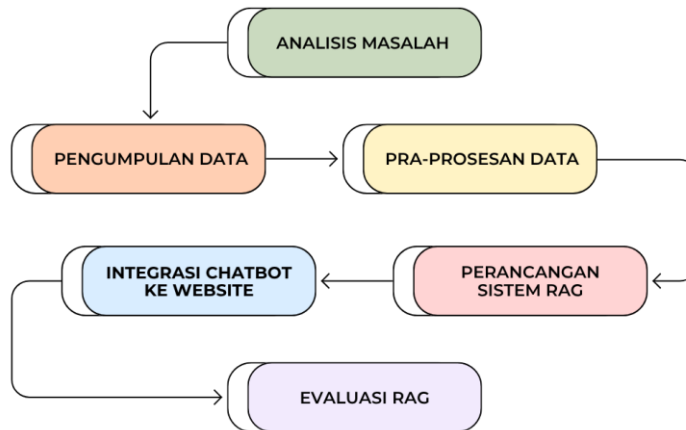 ANALISIS MASALAH
PENGUMPULAN DATA
PRA-PROSESAN DATA
PERANCANGAN
SISTEM RAG
INTEGRASI CHATBOT
KE WEBSITE
EVALUASI RAG